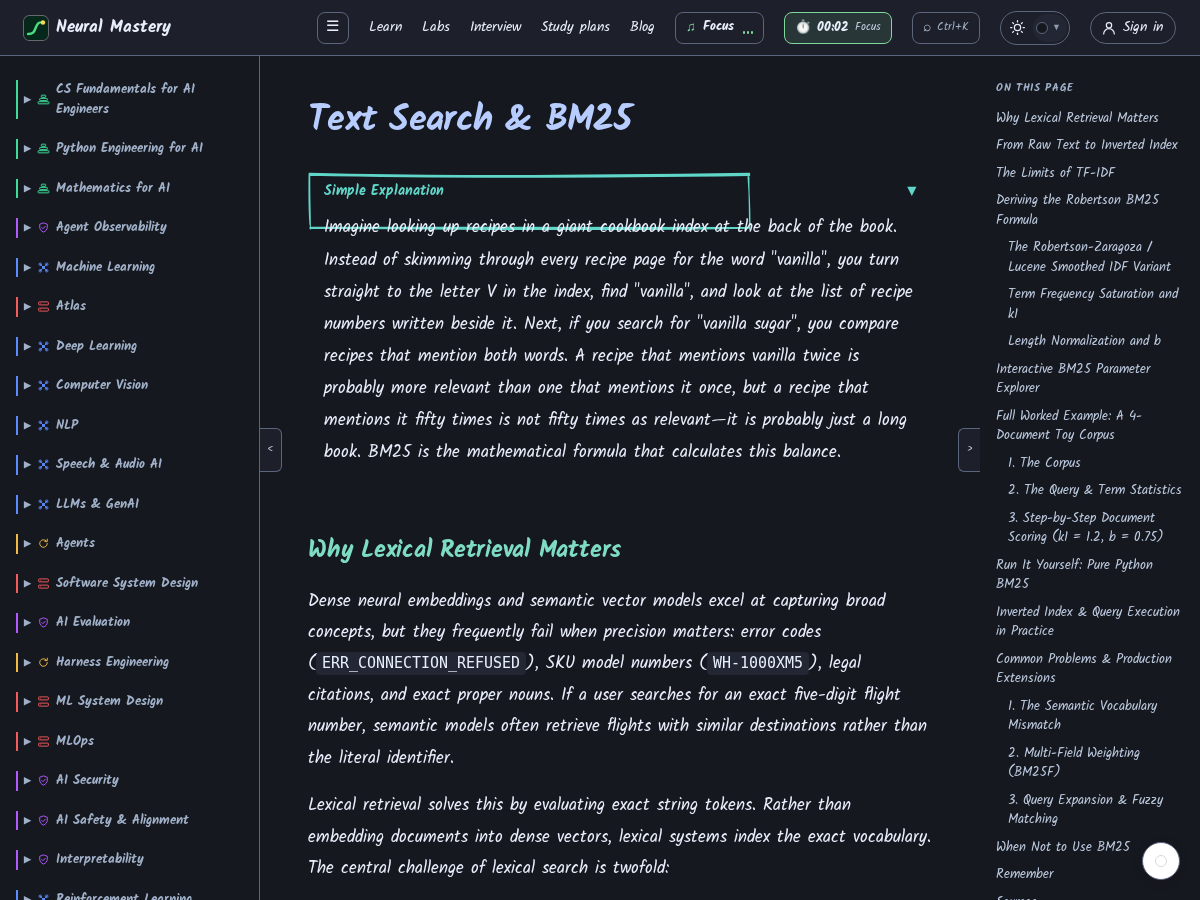 Neural Mastery
☰
Learn
Labs
Interview
Study plans
Blog
♫ Focus ...
⏱ 00:02 Focus
⌕ Ctrl+K
▼
Sign in
▶ CS Fundamentals for AI
Engineers
▶ Python Engineering for AI
▶ Mathematics for AI
▶ Agent Observability
▶ Machine Learning
▶ Atlas
▶ Deep Learning
▶ Computer Vision
▶ NLP
▶ Speech & Audio AI
▶ LLMs & GenAI
▶ Agents
▶ Software System Design
▶ AI Evaluation
▶ Harness Engineering
▶ ML System Design
▶ MLOps
▶ AI Security
▶ AI Safety & Alignment
▶ Interpretability
▶ Reinforcement Learning
<
Text Search & BM25
Simple Explanation ▼
Imagine looking up recipes in a giant cookbook index at the back of the book.
Instead of skimming through every recipe page for the word "vanilla", you turn
straight to the letter V in the index, find "vanilla", and look at the list of recipe
numbers written beside it. Next, if you search for "vanilla sugar", you compare
recipes that mention both words. A recipe that mentions vanilla twice is
probably more relevant than one that mentions it once, but a recipe that
mentions it fifty times is not fifty times as relevant—it is probably just a long
book. BM25 is the mathematical formula that calculates this balance.
Why Lexical Retrieval Matters
Dense neural embeddings and semantic vector models excel at capturing broad
concepts, but they frequently fail when precision matters: error codes
(ERR_CONNECTION_REFUSED), SKU model numbers (WH-1000XM5), legal
citations, and exact proper nouns. If a user searches for an exact five-digit flight
number, semantic models often retrieve flights with similar destinations rather than
the literal identifier.
Lexical retrieval solves this by evaluating exact string tokens. Rather than
embedding documents into dense vectors, lexical systems index the exact vocabulary.
The central challenge of lexical search is twofold:
>
ON THIS PAGE
Why Lexical Retrieval Matters
From Raw Text to Inverted Index
The Limits of TF-IDF
Deriving the Robertson BM25
Formula
The Robertson-Zaragoza /
Lucene Smoothed IDF Variant
Term Frequency Saturation and
k1
Length Normalization and b
Interactive BM25 Parameter
Explorer
Full Worked Example: A 4-
Document Toy Corpus
1. The Corpus
2. The Query & Term Statistics
3. Step-by-Step Document
Scoring (k1 = 1.2, b = 0.75)
Run It Yourself: Pure Python
BM25
Inverted Index & Query Execution
in Practice
Common Problems & Production
Extensions
1. The Semantic Vocabulary
Mismatch
2. Multi-Field Weighting
(BM25F)
3. Query Expansion & Fuzzy
Matching
When Not to Use BM25
Remember
Sources